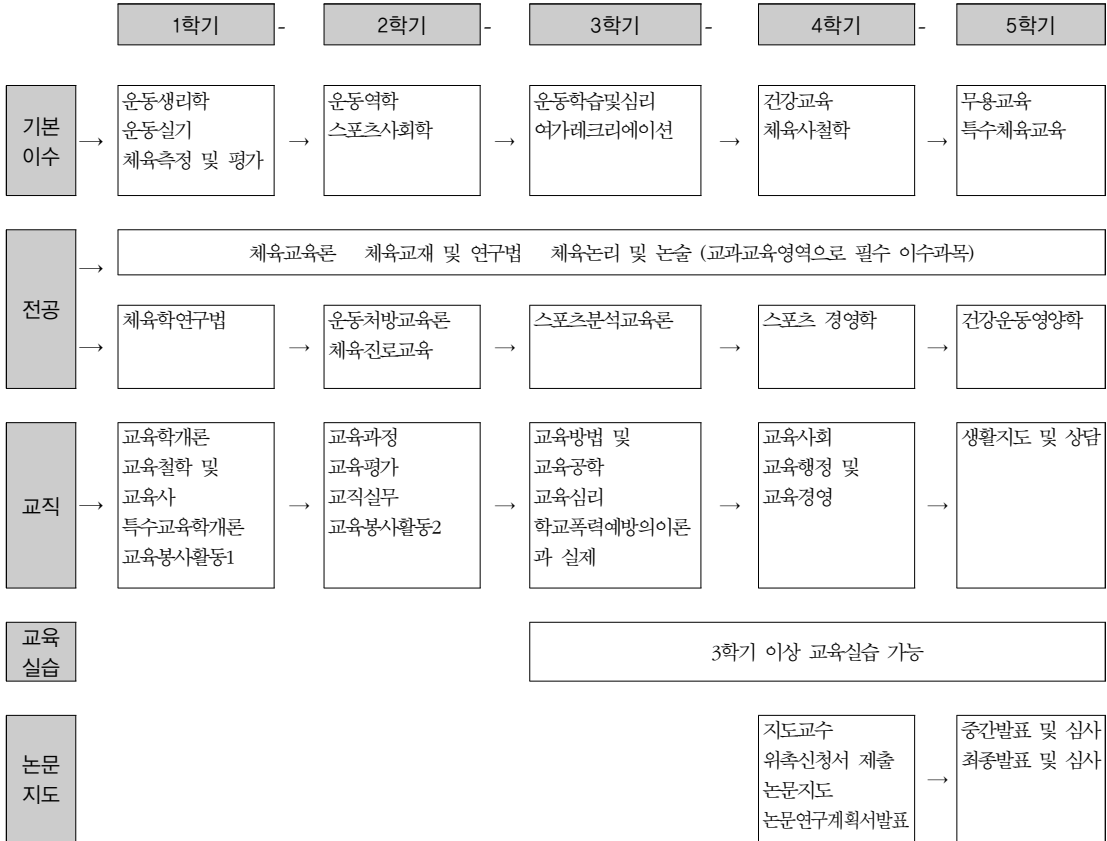 1학기 - 2학기 - 3학기 - 4학기 - 5학기
기본
이수
→
운동생리학
운동실기
체육측정 및 평가
→
운동역학
스포츠사회학
→
운동학습및심리
여가레크리에이션
→
건강교육
체육사철학
→
무용교육
특수체육교육
전공
→
체육교육론 체육교재 및 연구법 체육논리 및 논술 (교과교육영역으로 필수 이수과목)
→
체육학연구법
→
운동처방교육론
체육진로교육
→
스포츠분석교육론
→
스포츠 경영학
→
건강운동영양학
교직
→
교육학개론
교육철학 및
교육사
특수교육학개론
교육봉사활동1
→
교육과정
교육평가
교직실무
교육봉사활동2
→
교육방법 및
교육공학
교육심리
학교폭력예방의이론
과 실제
→
교육사회
교육행정 및
교육경영
→
생활지도 및 상담
교육
실습
3학기 이상 교육실습 가능
논문
지도
지도교수
위촉신청서 제출
논문지도
논문연구계획서발표
→
중간발표 및 심사
최종발표 및 심사